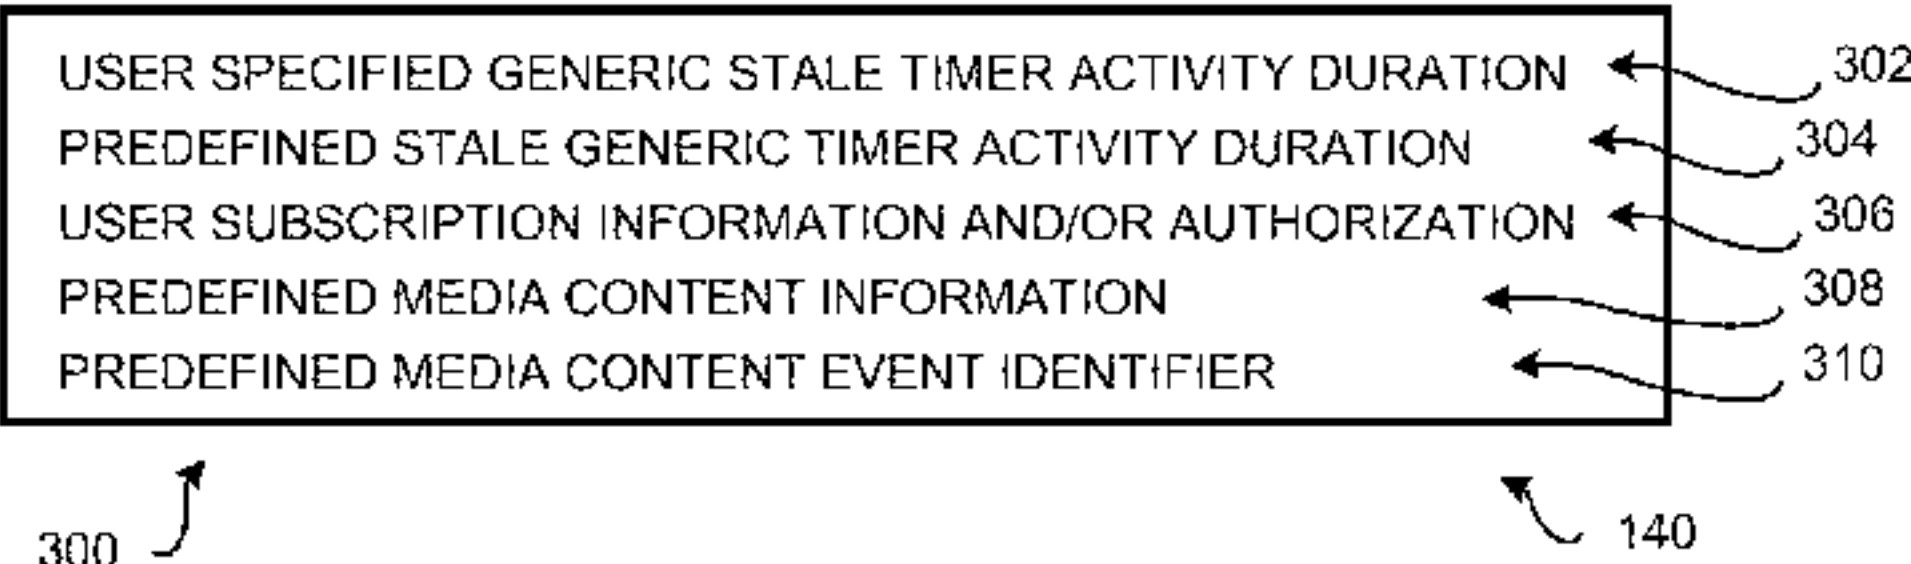 USER SPECIFIED GENERIC STALE TIMER ACTIVITY DURATION 302
PREDEFINED STALE GENERIC TIMER ACTIVITY DURATION 304
USER SUBSCRIPTION INFORMATION AND/OR AUTHORIZATION 306
PREDEFINED MEDIA CONTENT INFORMATION 308
PREDEFINED MEDIA CONTENT EVENT IDENTIFIER 310
300 140